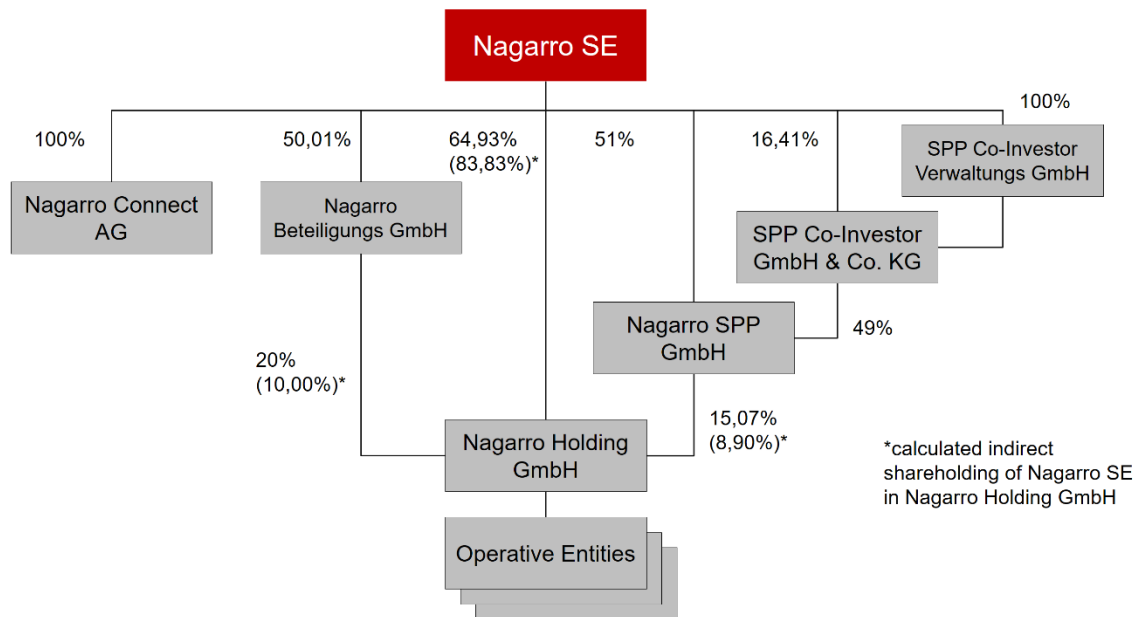 Nagarro SE
100%
50,01%
64,93%
(83,83%)*
51%
16,41%
100%
SPP Co-Investor
Verwaltungs GmbH
Nagarro Connect
AG
Nagarro
Beteiligungs GmbH
SPP Co-Investor
GmbH & Co. KG
Nagarro SPP
GmbH
49%
20%
(10,00%)*
15,07%
(8,90%)*
Nagarro Holding
GmbH
*calculated indirect
shareholding of Nagarro SE
in Nagarro Holding GmbH
Operative Entities